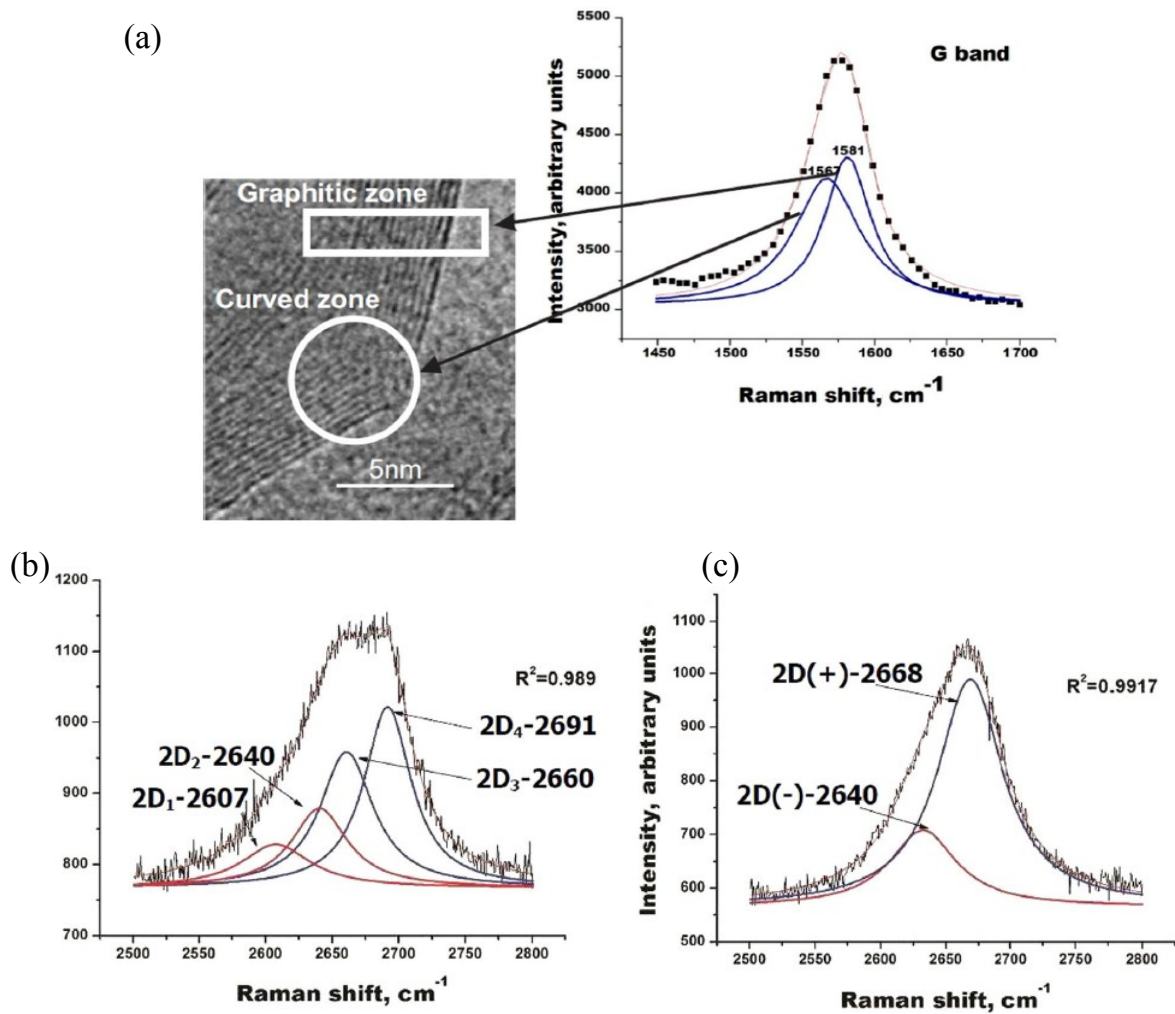 (a)
G band
Intensity, arbitrary units
5500
5000
4500
4000
3500
3000
1581
1567
1450
1500
1550
1600
1650
1700
Raman shift, cm-1
Graphitic zone
Curved zone
5nm
(b)
1200
1100
1000
900
800
700
R2=0.989
2D4-2691
2D2-2640
2D3-2660
2D1-2607
2500
2550
2600
2650
2700
2750
2800
Raman shift, cm-1
(c)
Intensity, arbitrary units
1100
1000
900
800
700
600
500
2D(+)-2668
R2=0.9917
2D(-)-2640
2500
2550
2600
2650
2700
2750
2800
Raman shift, cm-1